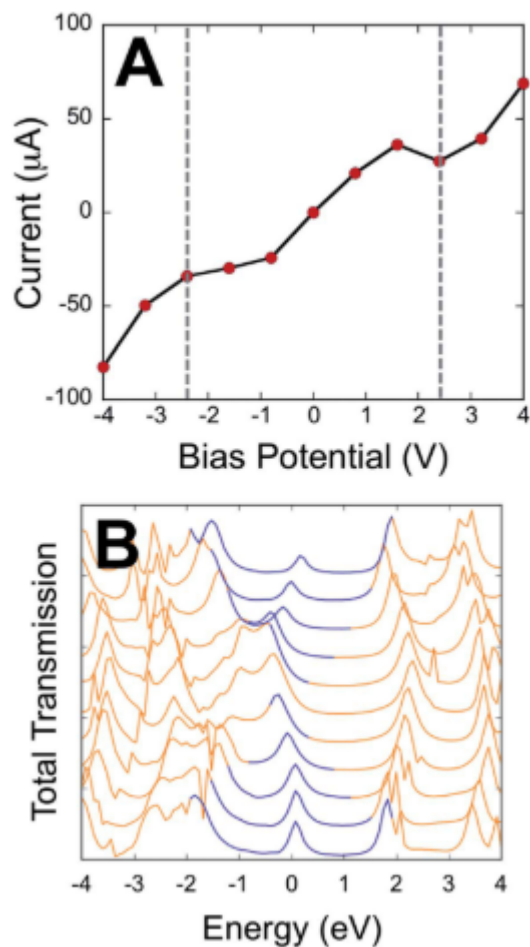 A
Current (μA)
100
50
0
-50
-100
-4 -3 -2 -1 0 1 2 3 4
Bias Potential (V)
B
Total Transmission
-4 -3 -2 -1 0 1 2 3 4
Energy (eV)